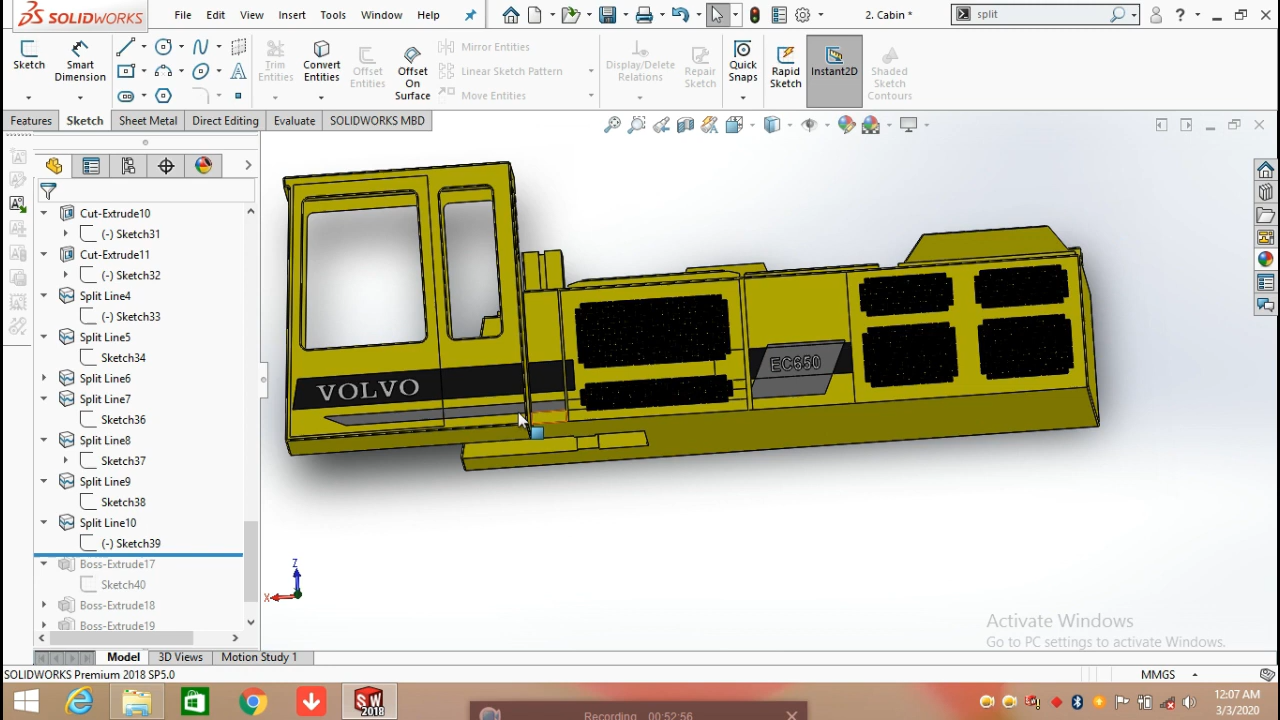 SOLIDWORKS
File Edit View Insert Tools Window Help
2. Cabin *
split
Sketch
Smart Dimension
Trim Entities
Convert Entities
Offset Entities
Offset On Surface
Mirror Entities
Linear Sketch Pattern
Move Entities
Display/Delete Relations
Repair Sketch
Quick Snaps
Rapid Sketch
Instant2D
Shaded Sketch Contours
Features Sketch Sheet Metal Direct Editing Evaluate SOLIDWORKS MBD
Cut-Extrude10
(-) Sketch31
Cut-Extrude11
(-) Sketch32
Split Line4
(-) Sketch33
Split Line5
Sketch34
Split Line6
Split Line7
Sketch36
Split Line8
Sketch37
Split Line9
Sketch38
Split Line10
(-) Sketch39
Boss-Extrude17
Sketch40
Boss-Extrude18
Boss-Extrude19
VOLVO
EC650
Z
X
Activate Windows
Go to PC settings to activate Windows.
Model 3D Views Motion Study 1
SOLIDWORKS Premium 2018 SP5.0
MMGS
SW
2018
Recording 00:52:56
12:07 AM
3/3/2020